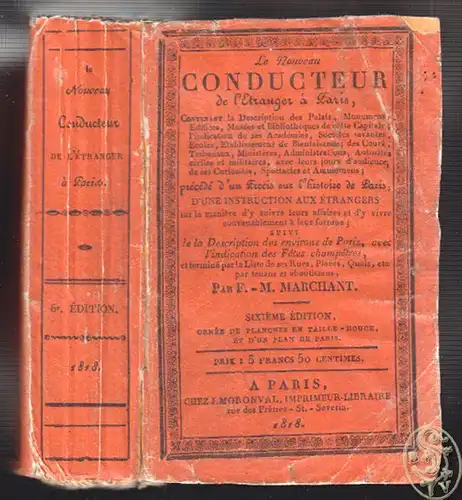 le
Nouveau
Conducteur
DE L'ÉTRANGER
à Paris.
6e. ÉDITION.
1818.
Le Nouveau
CONDUCTEUR
de l'Etranger à Paris,
CONTENANT la Description des Palais, Monumens,
Edifices, Musées et Bibliothèques de cette Capitale;
l'indication de ses Académies, Sociétés savantes
Ecoles, Etablissemens de Bienfaisance; des Cours,
Tribunaux, Ministères, Administrations, Autorités
civiles et militaires, avec leurs jours d'audience,
de ses Curiosités, Spectacles et Amusemens;
précédé d'un Précis sur l'histoire de Paris,
D'UNE INSTRUCTION AUX ÉTRANGERS
sur la manière d'y suivre leurs affaires et d'y vivre
convenablement à leur fortune;
SUIVI
de la Description des environs de Paris, avec
l'indication des Fêtes champêtres,
et terminé par la Liste de ses Rues, Places, Quais, etc.
par tenans et aboutissans;
PAR F.-M. MARCHANT.
SIXIÈME ÉDITION,
ORNÉE DE PLANCHES EN TAILLE-DOUCE,
ET D'UN PLAN DE PARIS.
PRIX : 5 FRANCS 50 CENTIMES.
A PARIS,
CHEZ J. MORONVAL, IMPRIMEUR-LIBRAIRE
rue des Prêtres-St.-Severin.
1818.